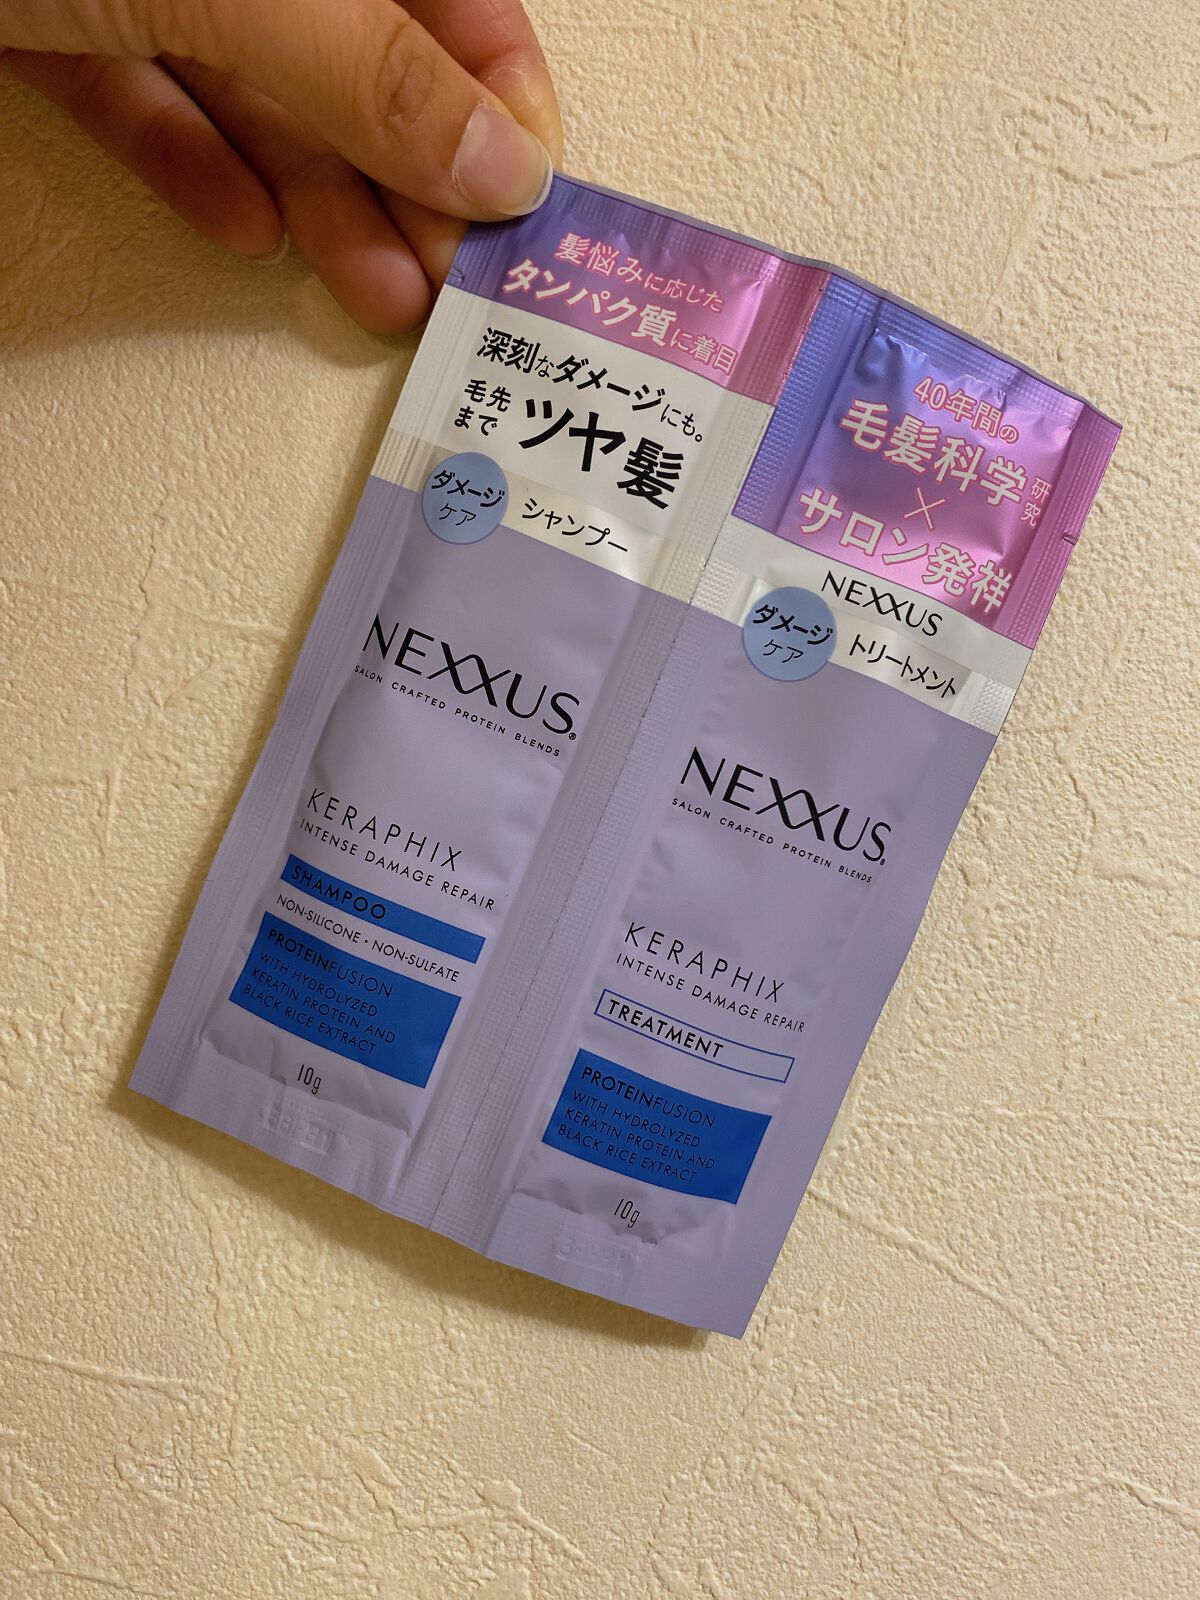 髪悩みに応じた
タンパク質に着目
深刻なダメージにも。
毛先
まで
ツヤ髪
ダメージ
ケア
シャンプー
NEXXUS®
SALON CRAFTED PROTEIN BLENDS
KERAPHIX
INTENSE DAMAGE REPAIR
SHAMPOO
NON-SILICONE・NON-SULFATE
PROTEINFUSION
WITH HYDROLYZED
KERATIN PROTEIN AND
BLACK RICE EXTRACT
10g
40年間の
毛髪科学研究
×
サロン発祥
NEXXUS
ダメージ
ケア
トリートメント
NEXXUS®
SALON CRAFTED PROTEIN BLENDS
KERAPHIX
INTENSE DAMAGE REPAIR
TREATMENT
PROTEINFUSION
WITH HYDROLYZED
KERATIN PROTEIN AND
BLACK RICE EXTRACT
10g